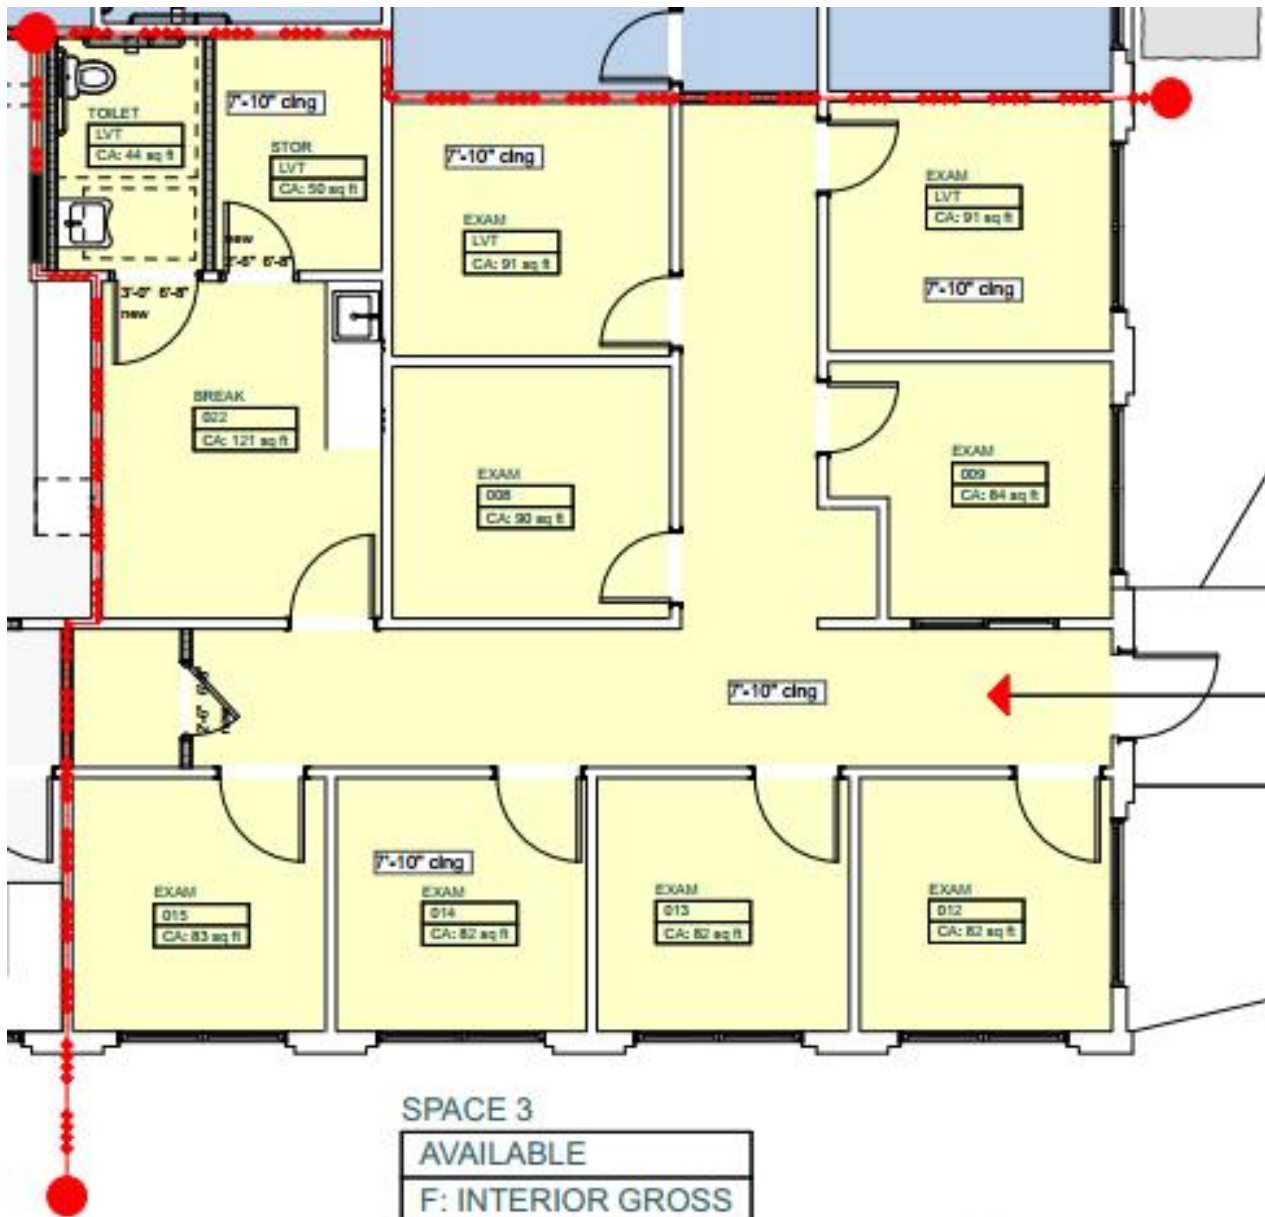 7'-10" clng
TOILET
LVT
CA: 44 sq ft
STOR
LVT
CA: 50 sq ft
7'-10" clng
EXAM
LVT
CA: 91 sq ft
EXAM
LVT
CA: 91 sq ft
7'-10" clng
new
6'-8"
3'-0" 6'-8"
new
BREAK
022
CA: 121 sq ft
EXAM
008
CA: 90 sq ft
EXAM
009
CA: 84 sq ft
7'-10" clng
2'-6"
7'-10" clng
EXAM
015
CA: 83 sq ft
EXAM
014
CA: 82 sq ft
EXAM
013
CA: 82 sq ft
EXAM
012
CA: 82 sq ft
SPACE 3
AVAILABLE
F: INTERIOR GROSS